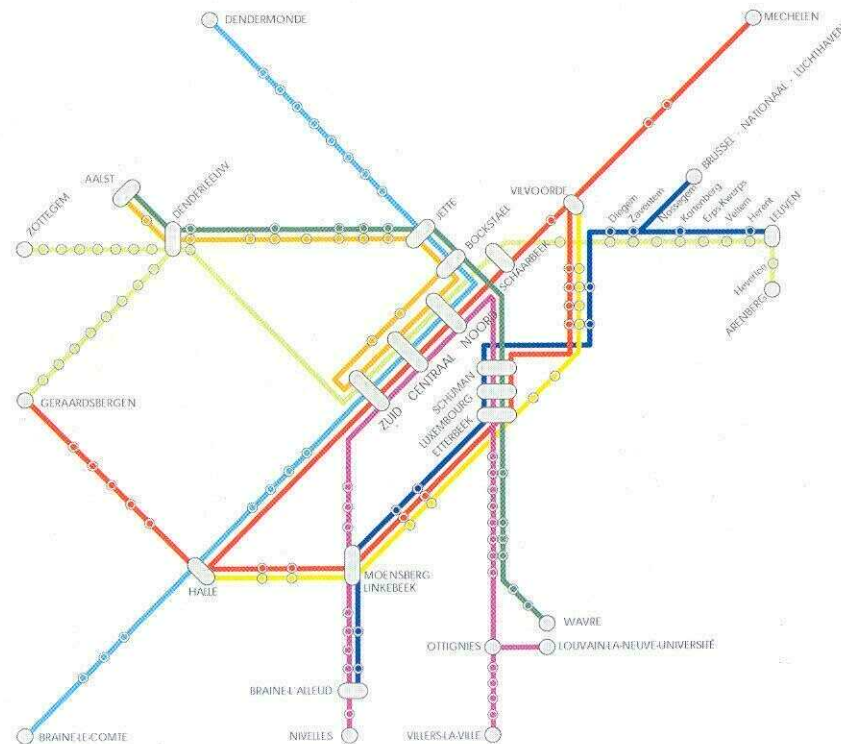 DENDERMONDE
MECHELEN
BRUSSEL - NATIONAAL - LUCHTHAVEN
AALST
DENDERLEEUW
ZOTTEGEM
JETTE
BOCKSTAEL
SCHAARBEEK
VILVOORDE
Diegem
Zaventem
Nossegem
Kortenberg
Erps-Kwerps
Veltem
Herent
LEUVEN
Heverlee
ARENBERG
NOORD
CENTRAAL
ZUID
SCHUMAN
LUXEMBOURG
ETTERBEEK
GERAARDSBERGEN
HALLE
MOENSBERG
LINKEBEEK
WAVRE
OTTIGNIES
LOUVAIN-LA-NEUVE-UNIVERSITÉ
BRAINE-L'ALLEUD
BRAINE-LE-COMTE
NIVELLES
VILLERS-LA-VILLE